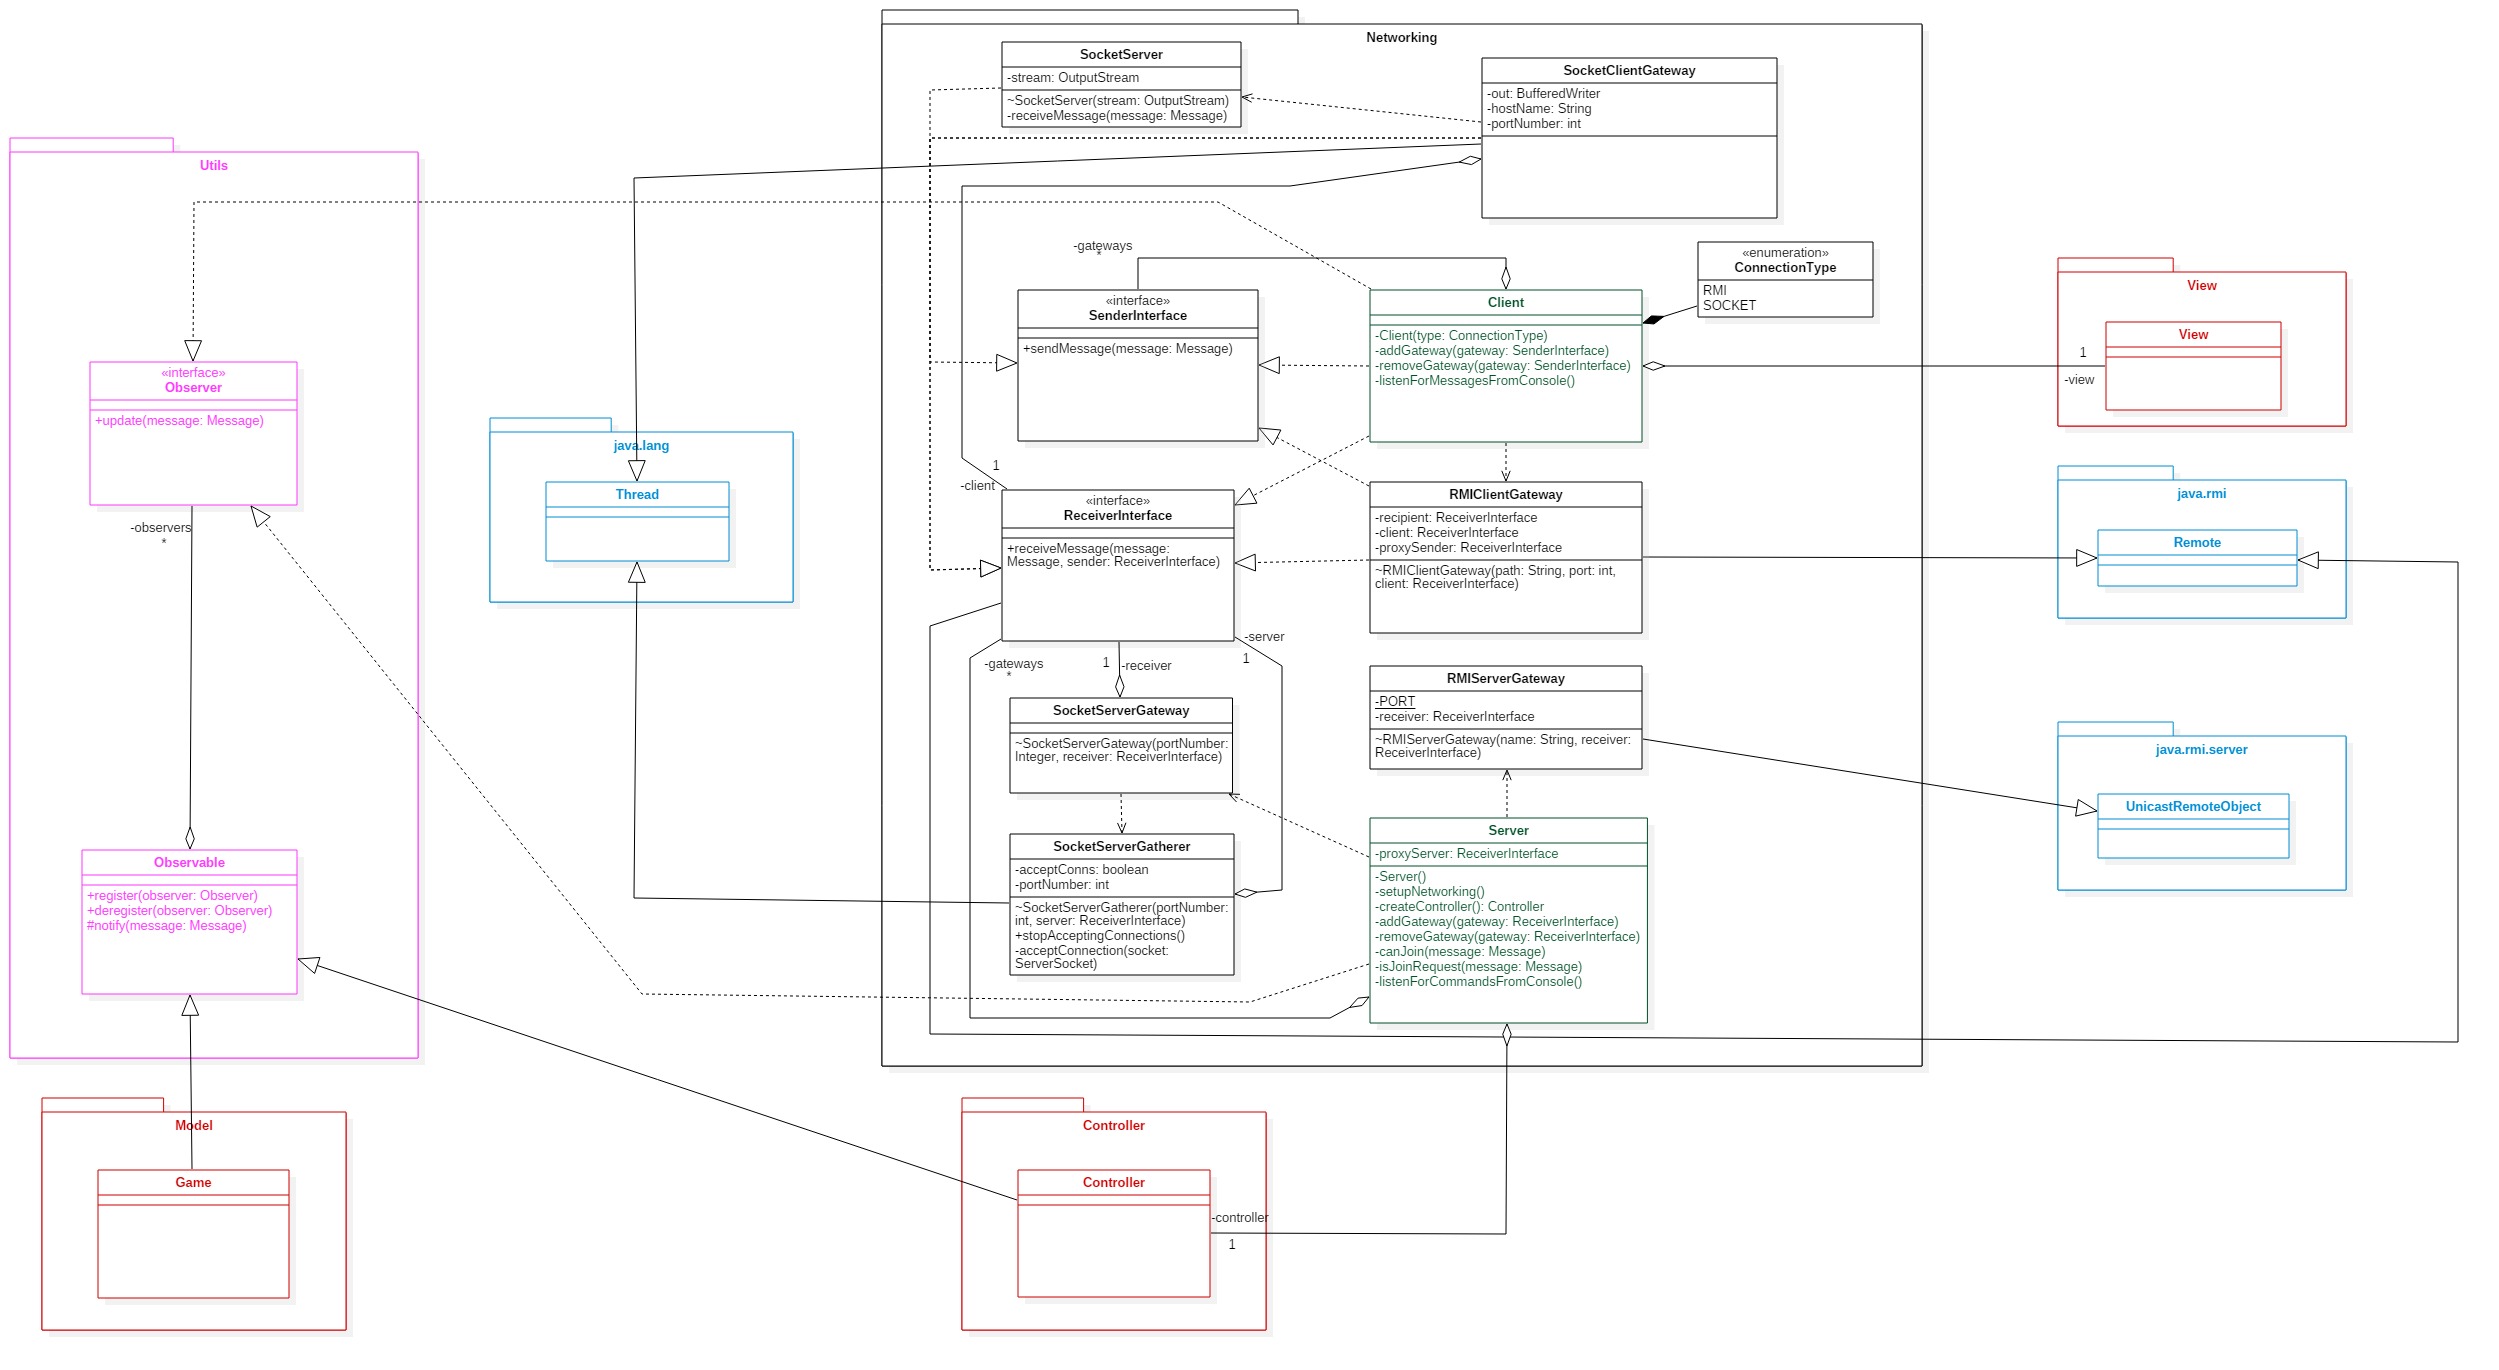 Networking
SocketServer
-stream: OutputStream
~SocketServer(stream: OutputStream)
-receiveMessage(message: Message)
SocketClientGateway
-out: BufferedWriter
-hostName: String
-portNumber: int
Utils
«interface»
Observer
+update(message: Message)
-observers
*
Observable
+register(observer: Observer)
+deregister(observer: Observer)
#notify(message: Message)
java.lang
Thread
-gateways
*
«interface»
SenderInterface
+sendMessage(message: Message)
Client
-Client(type: ConnectionType)
-addGateway(gateway: SenderInterface)
-removeGateway(gateway: SenderInterface)
-listenForMessagesFromConsole()
«enumeration»
ConnectionType
RMI
SOCKET
View
View
1
-view
1
-client
«interface»
ReceiverInterface
+receiveMessage(message:
Message, sender: ReceiverInterface)
RMIClientGateway
-recipient: ReceiverInterface
-client: ReceiverInterface
-proxySender: ReceiverInterface
~RMIClientGateway(path: String, port: int,
client: ReceiverInterface)
java.rmi
Remote
-gateways
*
1
-receiver
-server
1
SocketServerGateway
~SocketServerGateway(portNumber:
Integer, receiver: ReceiverInterface)
RMIServerGateway
-PORT
-receiver: ReceiverInterface
~RMIServerGateway(name: String, receiver:
ReceiverInterface)
java.rmi.server
UnicastRemoteObject
SocketServerGatherer
-acceptConns: boolean
-portNumber: int
~SocketServerGatherer(portNumber:
int, server: ReceiverInterface)
+stopAcceptingConnections()
-acceptConnection(socket:
ServerSocket)
Server
-proxyServer: ReceiverInterface
-Server()
-setupNetworking()
-createController(): Controller
-addGateway(gateway: ReceiverInterface)
-removeGateway(gateway: ReceiverInterface)
-canJoin(message: Message)
-isJoinRequest(message: Message)
-listenForCommandsFromConsole()
Model
Game
Controller
Controller
-controller
1